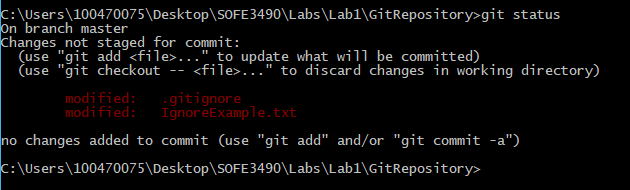 C:\Users\100470075\Desktop\SOFE3490\Labs\Lab1\GitRepository>git status
On branch master
Changes not staged for commit:
  (use "git add <file>..." to update what will be committed)
  (use "git checkout -- <file>..." to discard changes in working directory)
        modified:   .gitignore
        modified:   IgnoreExample.txt
no changes added to commit (use "git add" and/or "git commit -a")
C:\Users\100470075\Desktop\SOFE3490\Labs\Lab1\GitRepository>